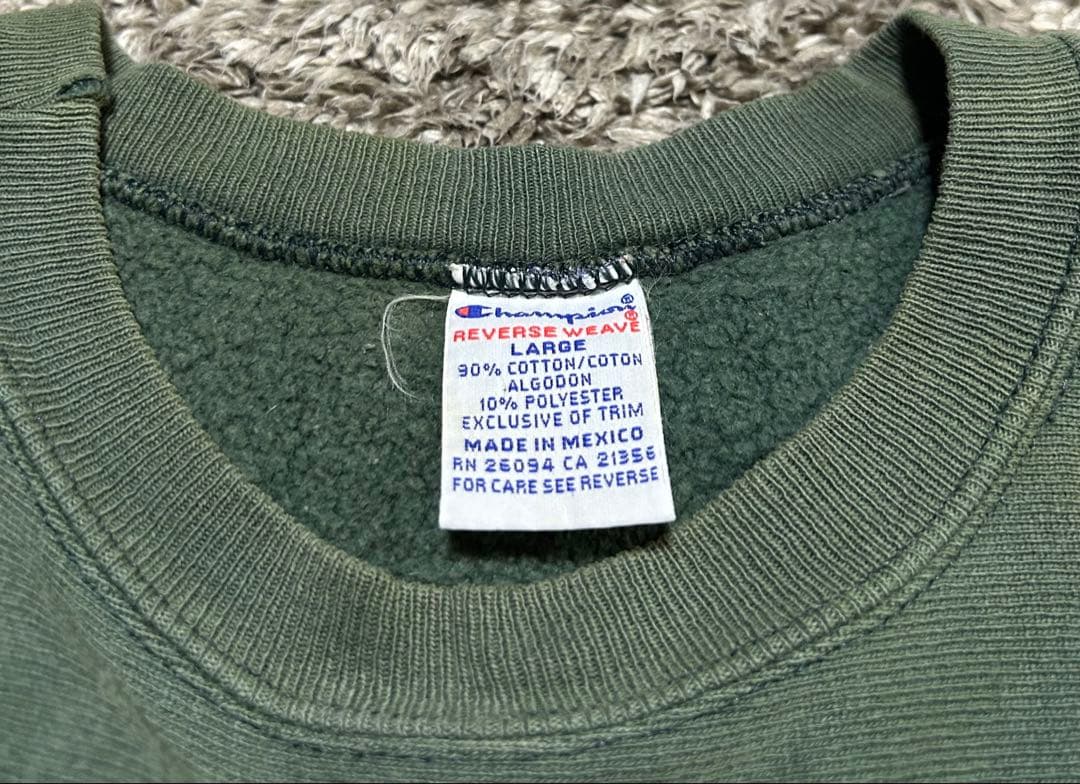 Champion®
REVERSE WEAVE®
LARGE
90% COTTON/COTON
ALGODON
10% POLYESTER
EXCLUSIVE OF TRIM
MADE IN MEXICO
RN 26094 CA 21356
FOR CARE SEE REVERSE